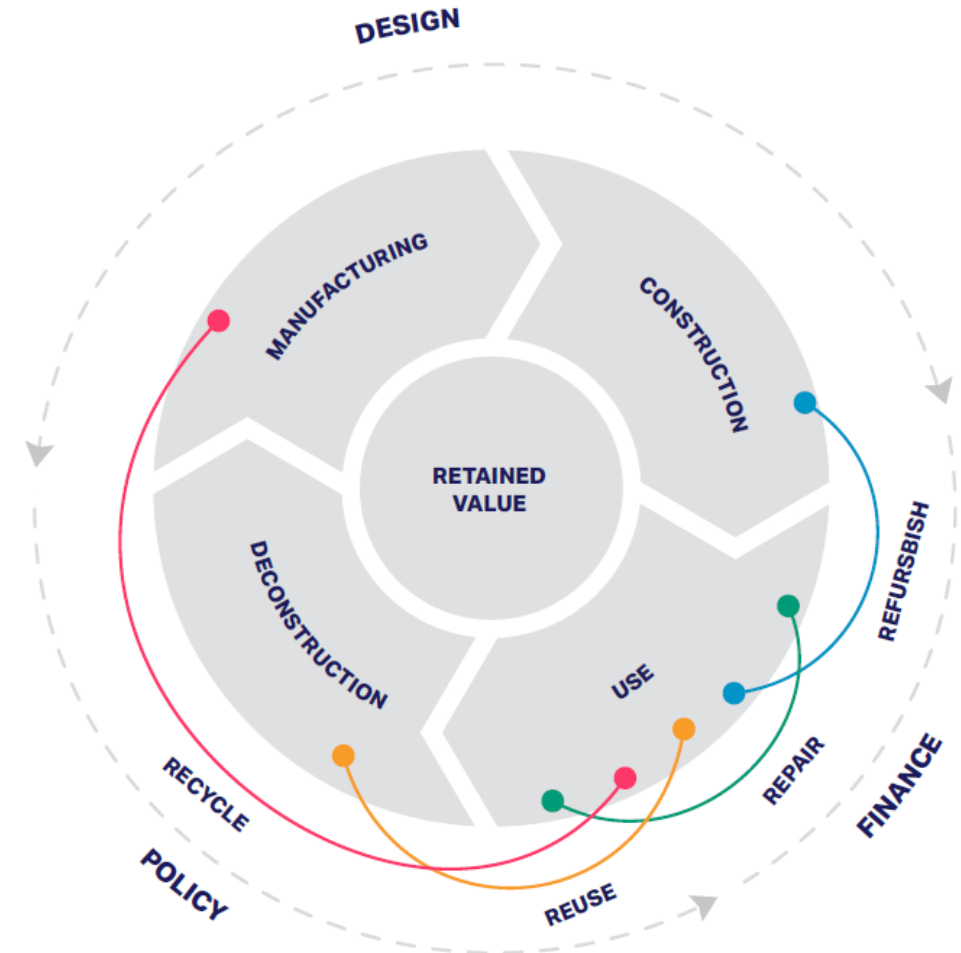 DESIGN
MANUFACTURING
CONSTRUCTION
RETAINED
VALUE
DECONSTRUCTION
USE
REFURSBISH
REPAIR
FINANCE
RECYCLE
POLICY
REUSE